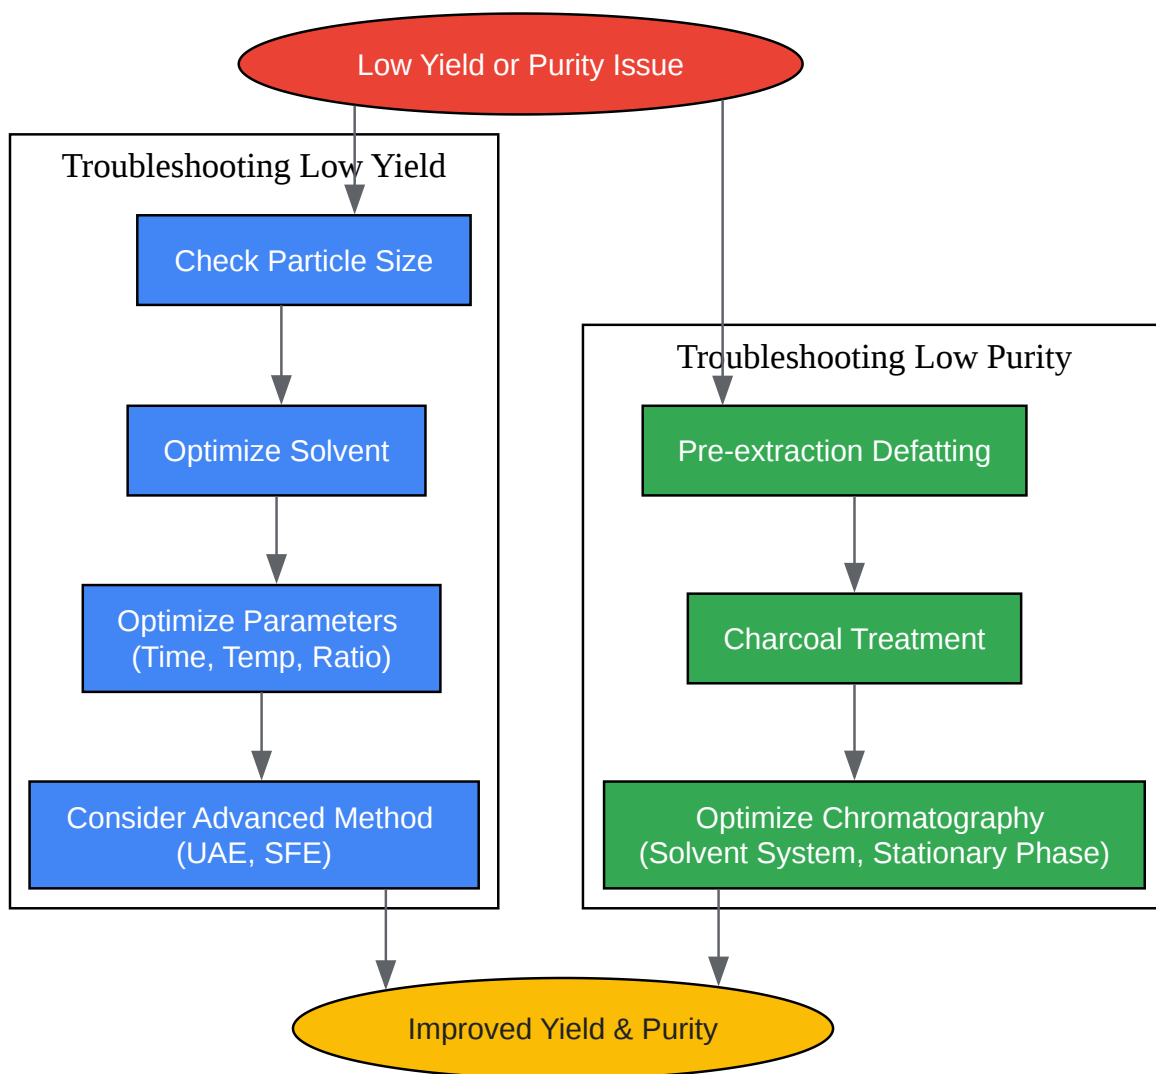 Low Yield or Purity Issue
Troubleshooting Low Yield
Check Particle Size
Optimize Solvent
Optimize Parameters
(Time, Temp, Ratio)
Consider Advanced Method
(UAE, SFE)
Troubleshooting Low Purity
Pre-extraction Defatting
Charcoal Treatment
Optimize Chromatography
(Solvent System, Stationary Phase)
Improved Yield & Purity